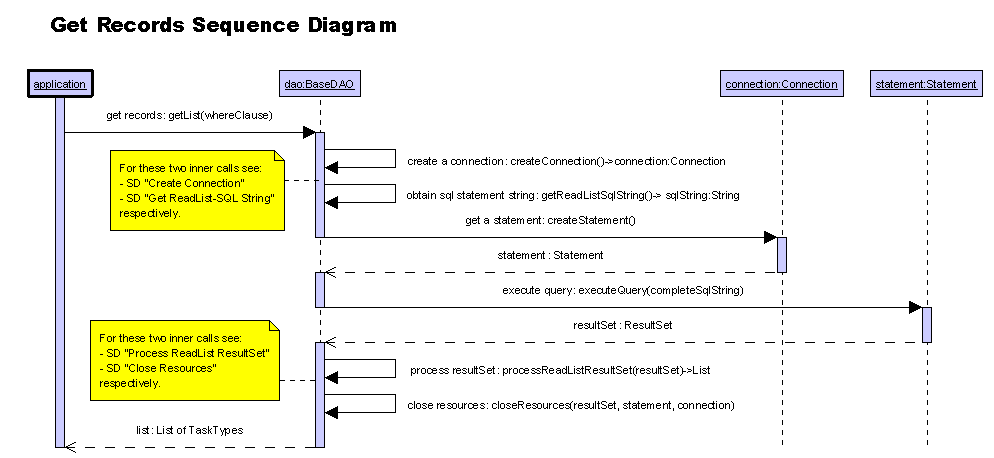 Get Records Sequence Diagram
application
dao:BaseDAO
connection:Connection
statement:Statement
get records: getList(whereClause)
create a connection: createConnection()->connection:Connection
For these two inner calls see:
- SD "Create Connection"
- SD "Get ReadList-SQL String"
respectively.
obtain sql statement string: getReadListSqlString()-> sqlString:String
get a statement: createStatement()
statement : Statement
execute query: executeQuery(completeSqlString)
resultSet : ResultSet
For these two inner calls see:
- SD "Process ReadList ResultSet"
- SD "Close Resources"
respectively.
process resultSet: processReadListResultSet(resultSet)->List
close resources: closeResources(resultSet, statement, connection)
list: List of TaskTypes